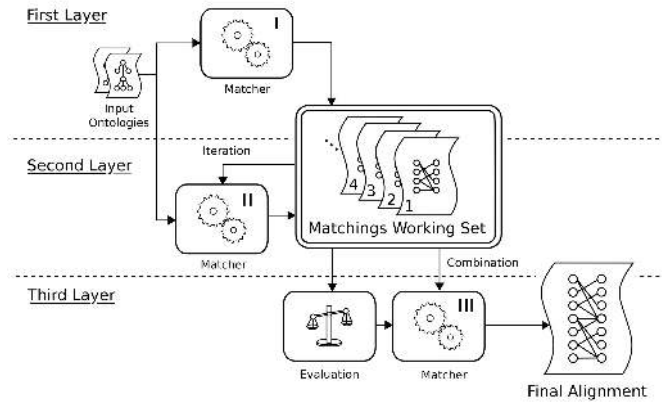 First Layer
I
Matcher
Input
Ontologies
Second Layer
Iteration
II
Matcher
4
3
2
1
Matchings Working Set
Combination
Third Layer
III
Evaluation
Matcher
Final Alignment